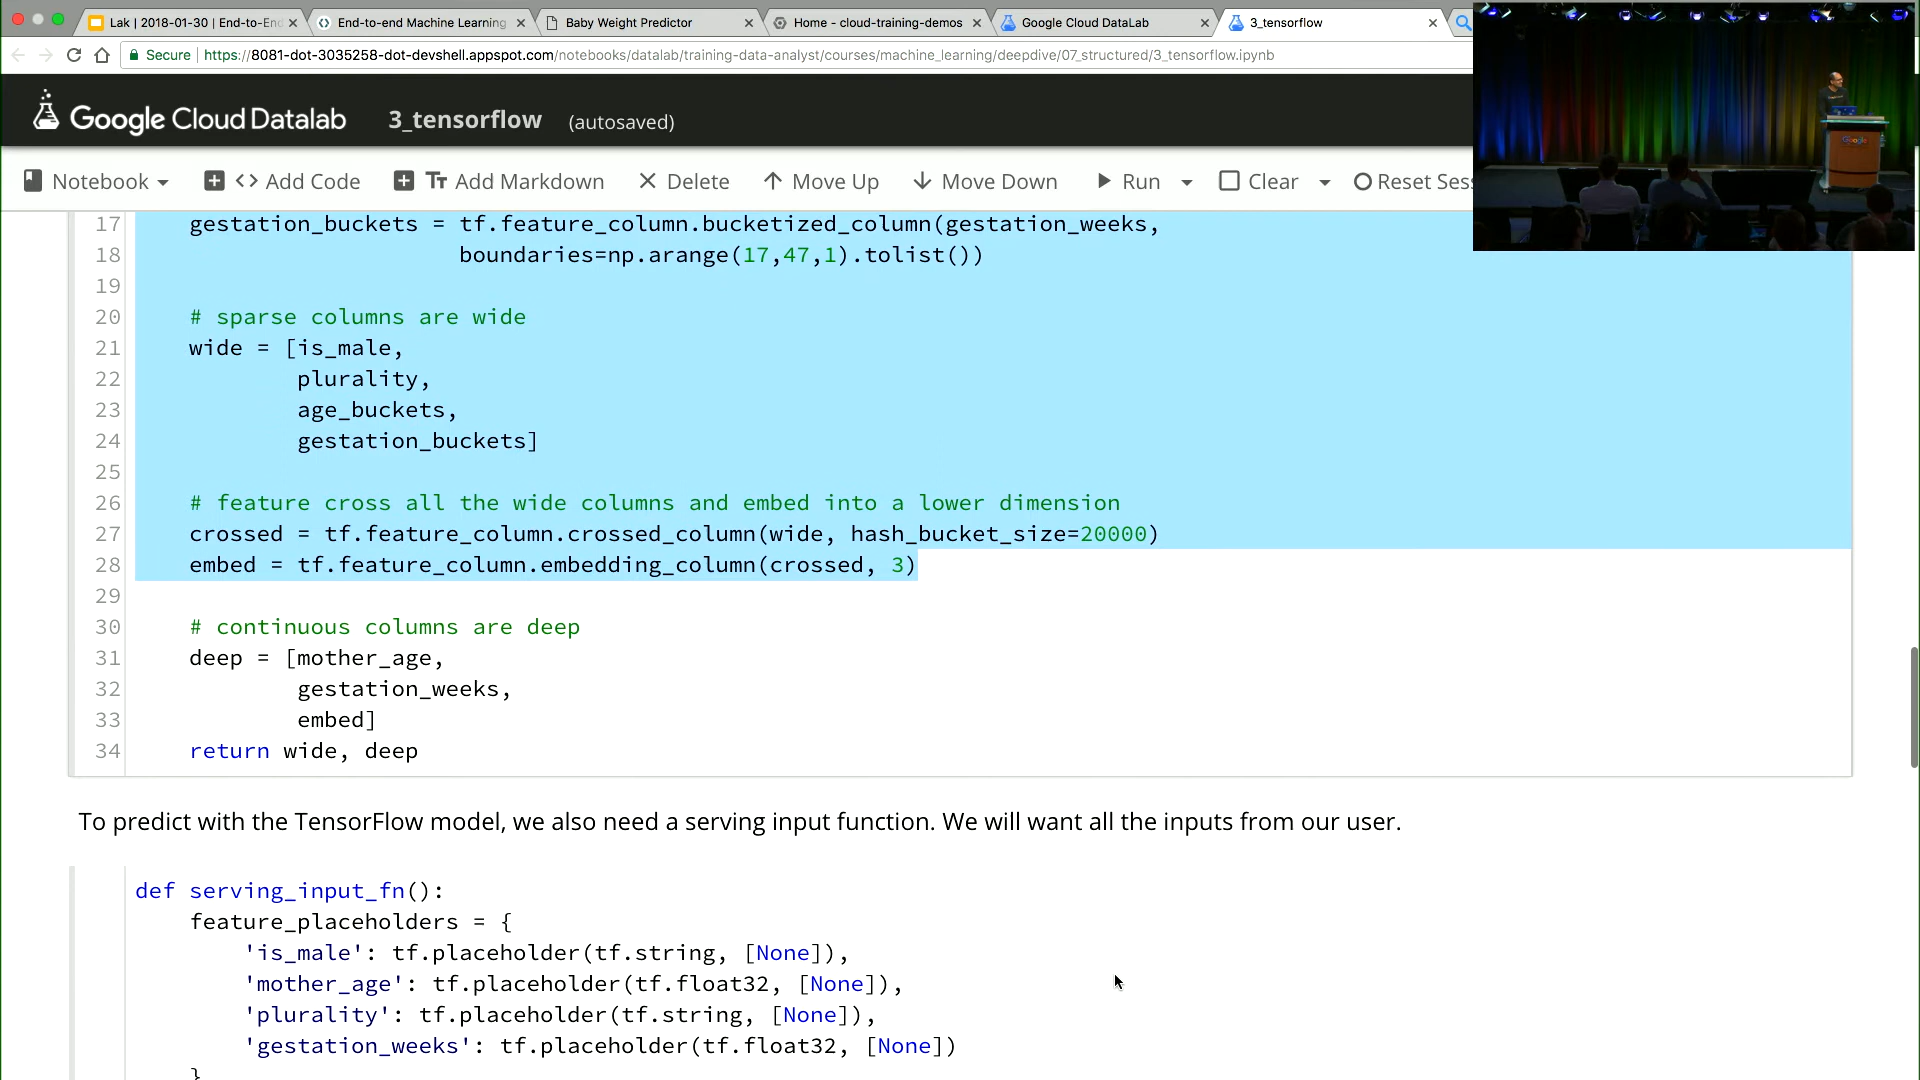 Lak | 2018-01-30 | End-to-End
End-to-end Machine Learning
Baby Weight Predictor
Home - cloud-training-demos
Google Cloud DataLab
3_tensorflow
Secure | https://8081-dot-3035258-dot-devshell.appspot.com/notebooks/datalab/training-data-analyst/courses/machine_learning/deepdive/07_structured/3_tensorflow.ipynb
Google Cloud Datalab 3_tensorflow (autosaved)
Notebook <> Add Code Tт Add Markdown Delete Move Up Move Down Run Clear Reset Sess
17 gestation_buckets = tf.feature_column.bucketized_column(gestation_weeks,
18 boundaries=np.arange(17,47,1).tolist())
19
20 # sparse columns are wide
21 wide = [is_male,
22 plurality,
23 age_buckets,
24 gestation_buckets]
25
26 # feature cross all the wide columns and embed into a lower dimension
27 crossed = tf.feature_column.crossed_column(wide, hash_bucket_size=20000)
28 embed = tf.feature_column.embedding_column(crossed, 3)
29
30 # continuous columns are deep
31 deep = [mother_age,
32 gestation_weeks,
33 embed]
34 return wide, deep
To predict with the TensorFlow model, we also need a serving input function. We will want all the inputs from our user.
def serving_input_fn():
feature_placeholders = {
'is_male': tf.placeholder(tf.string, [None]),
'mother_age': tf.placeholder(tf.float32, [None]),
'plurality': tf.placeholder(tf.string, [None]),
'gestation_weeks': tf.placeholder(tf.float32, [None])
}
Google